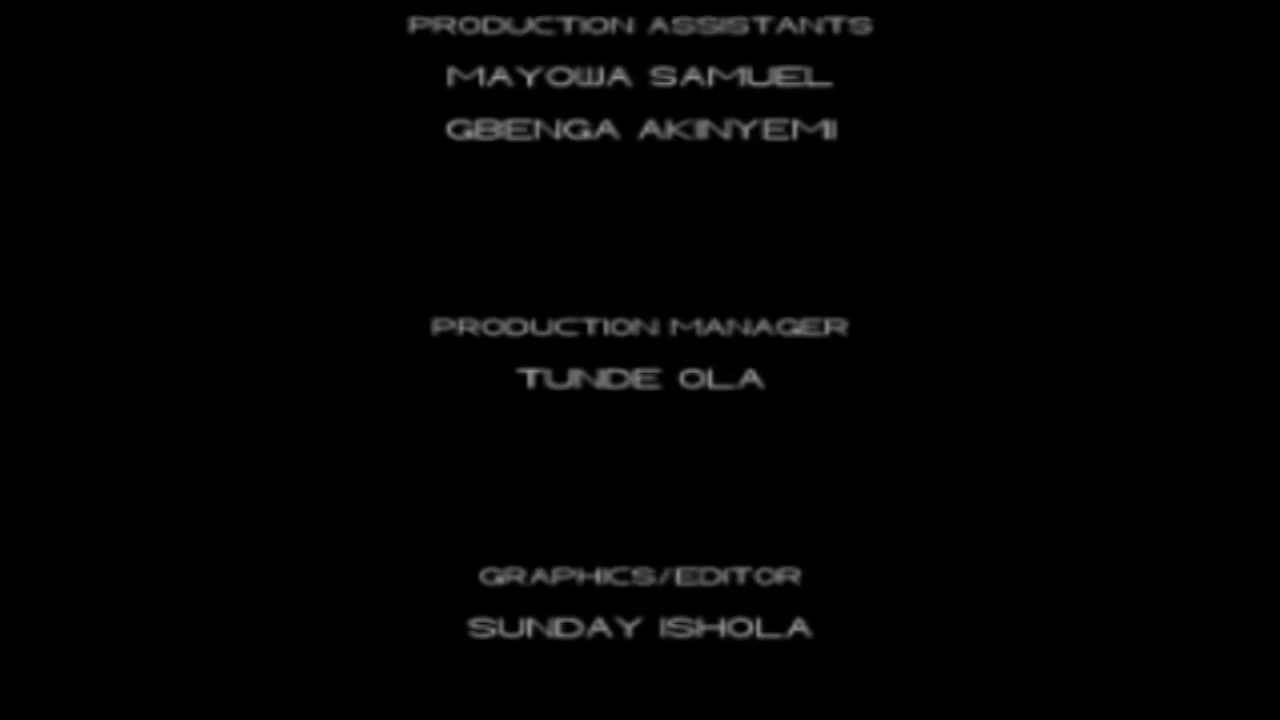 PRODUCTION ASSISTANTS
MAYOWA SAMUEL
GBENGA AKINYEMI
PRODUCTION MANAGER
TUNDE OLA
GRAPHICS/EDITOR
SUNDAY ISHOLA